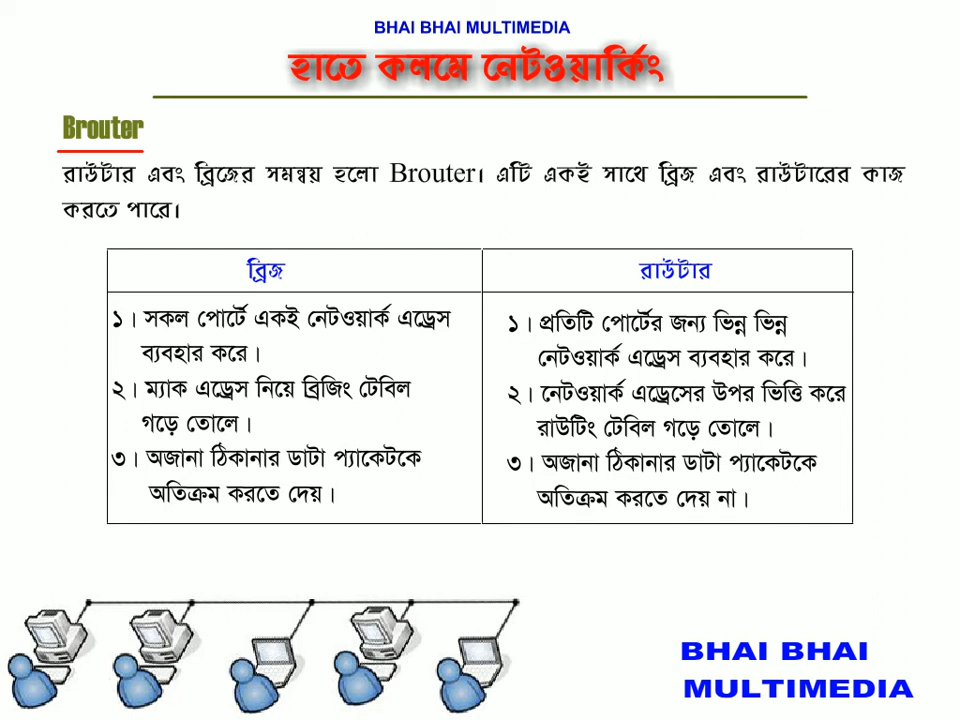 BHAI BHAI MULTIMEDIA
হাতে কলমে নেটওয়ার্কিং
Brouter
রাউটার এবং ব্রিজের সমন্বয় হলো Brouter। এটি একই সাথে ব্রিজ এবং রাউটারের কাজ
করতে পারে।
ব্রিজ
১। সকল পোর্টে একই নেটওয়ার্ক এড্রেস
ব্যবহার করে।
২। ম্যাক এড্রেস নিয়ে ব্রিজিং টেবিল
গড়ে তোলে।
৩। অজানা ঠিকানার ডাটা প্যাকেটকে
অতিক্রম করতে দেয়।
রাউটার
১। প্রতিটি পোর্টের জন্য ভিন্ন ভিন্ন
নেটওয়ার্ক এড্রেস ব্যবহার করে।
২। নেটওয়ার্ক এড্রেসের উপর ভিত্তি করে
রাউটিং টেবিল গড়ে তোলে।
৩। অজানা ঠিকানার ডাটা প্যাকেটকে
অতিক্রম করতে দেয় না।
BHAI BHAI
MULTIMEDIA